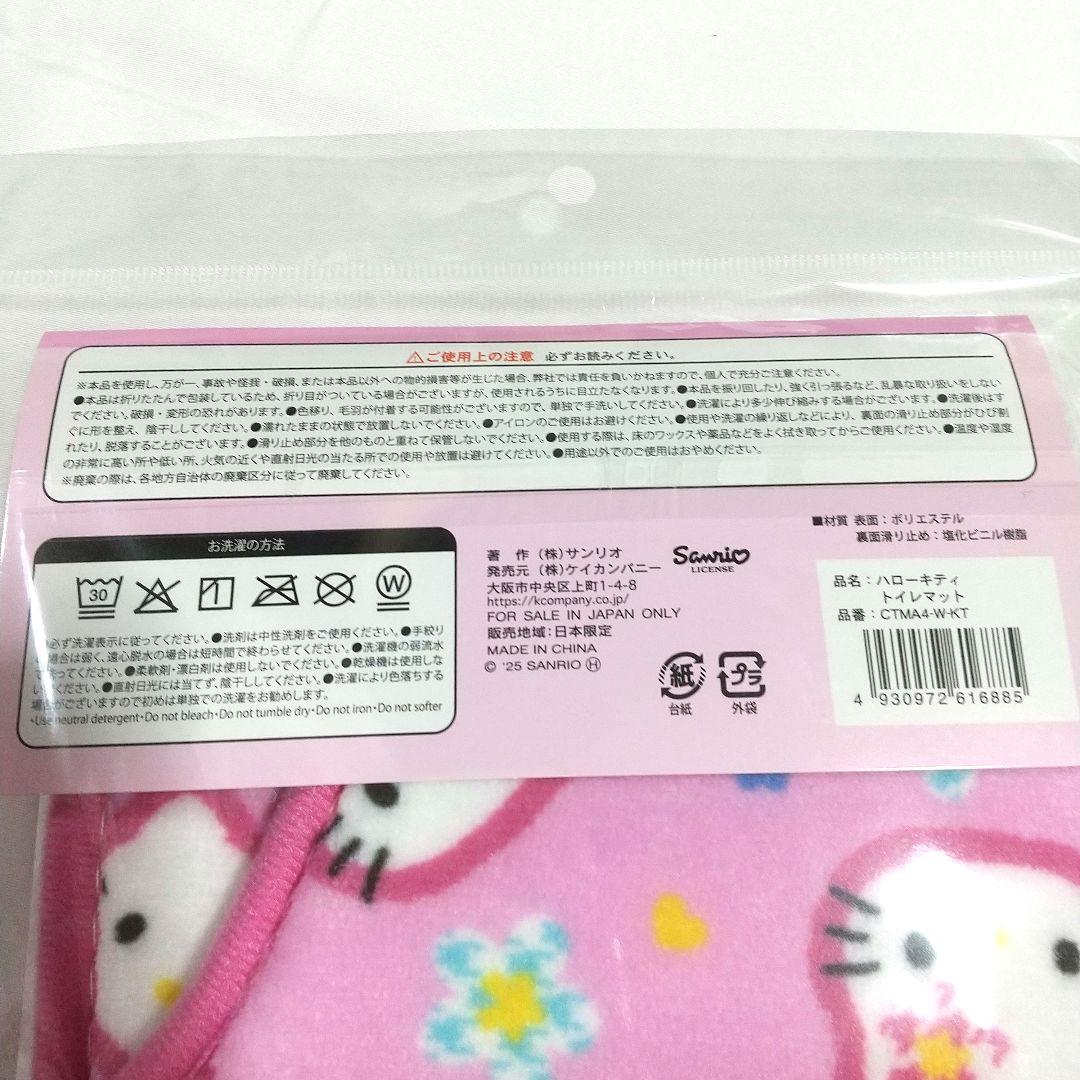 ⚠ご使用上の注意 必ずお読みください。
※本品を使用し、万が一、事故や怪我・破損、または本品以外への物的損害等が生じた場合、弊社では責任を負いかねますので、個人で充分ご注意ください。
●本品は折りたたんで包装しているため、折り目がついている場合がございますが、使用されるうちに目立たなくなります。●本品を振り回したり、強く引っ張るなど、乱暴な取り扱いをしない
でください。破損・変形の恐れがあります。●色移り、毛羽が付着する可能性がございますので、単独で手洗いしてください。●洗濯により多少伸び縮みする場合がございます。●洗濯後はす
ぐに形を整え、陰干ししてください。●濡れたままの状態で放置しないでください。●アイロンのご使用はお避けください。●使用や洗濯の繰り返しなどにより、裏面の滑り止め部分がひび割
れたり、脱落することがございます。●滑り止め部分を他のものと重ねて保管しないでください。●使用する際は、床のワックスや薬品などをよく拭き取ってからご使用ください。●温度や湿度
の非常に高い所や低い所、火気の近くや直射日光の当たる所での使用や放置は避けてください。●用途以外でのご使用はおやめください。
※廃棄の際は、各地方自治体の廃棄区分に従って廃棄してください。
お洗濯の方法
30 W
●必ず洗濯表示に従ってください。●洗剤は中性洗剤をご使用ください。●手絞り
の場合は弱く、遠心脱水の場合は短時間で終わらせてください。●洗濯機の弱流水
で洗ってください。●柔軟剤・漂白剤は使用しないでください。●乾燥機は使用しな
いでください。●直射日光には当てず、陰干ししてください。●洗濯により色落ちする
場合がございますので初めは単独での洗濯をお勧めします。
・Use neutral detergent・Do not bleach・Do not tumble dry・Do not iron・Do not softer
著 作 (株)サンリオ
発売元 (株)ケイカンパニー
大阪市中央区上町1-4-8
https://kcompany.co.jp/
FOR SALE IN JAPAN ONLY
販売地域:日本限定
MADE IN CHINA
© '25 SANRIO Ⓗ
Sanrio
LICENSE
紙
台紙
プラ
外袋
■材質 表面:ポリエステル
裏面滑り止め:塩化ビニル樹脂
品名:ハローキティ
トイレマット
品番:CTMA4-W-KT
4 930972 616885